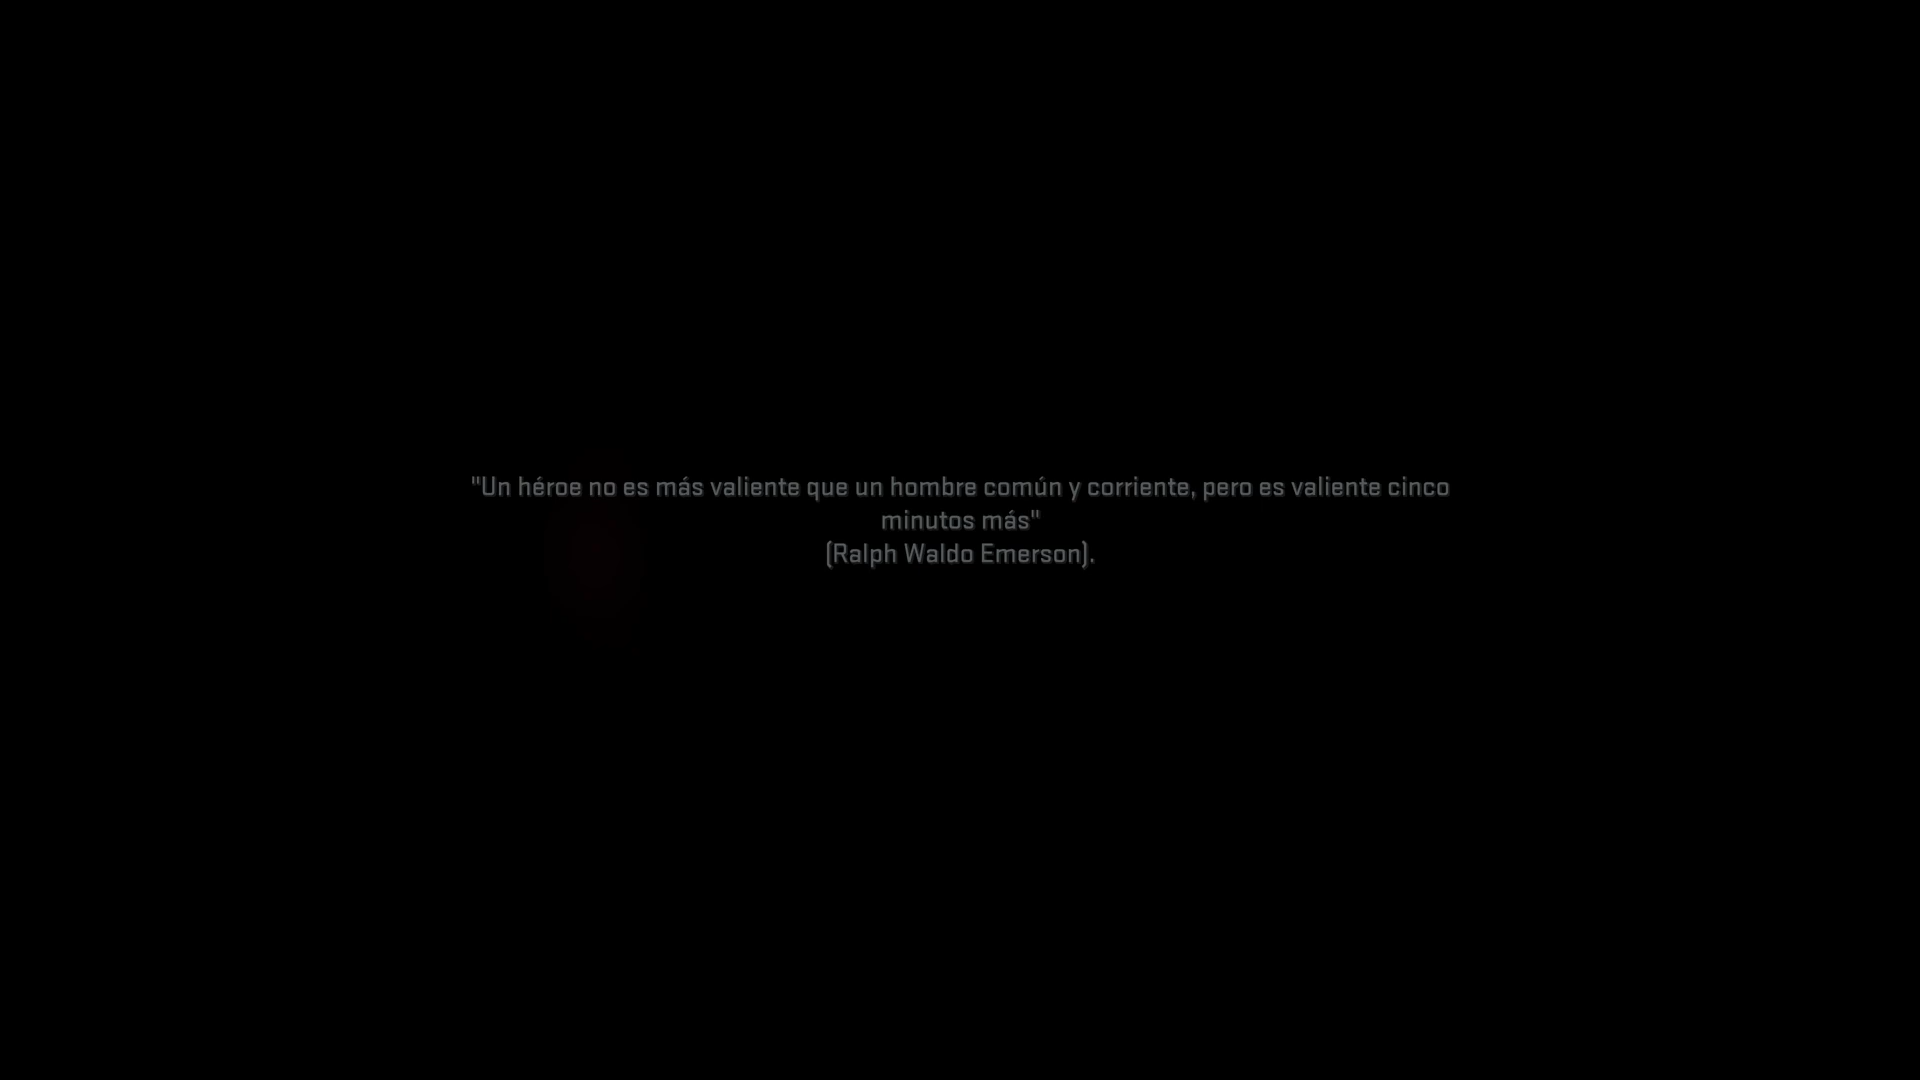 "Un héroe no es más valiente que un hombre común y corriente, pero es valiente cinco
minutos más"
(Ralph Waldo Emerson).